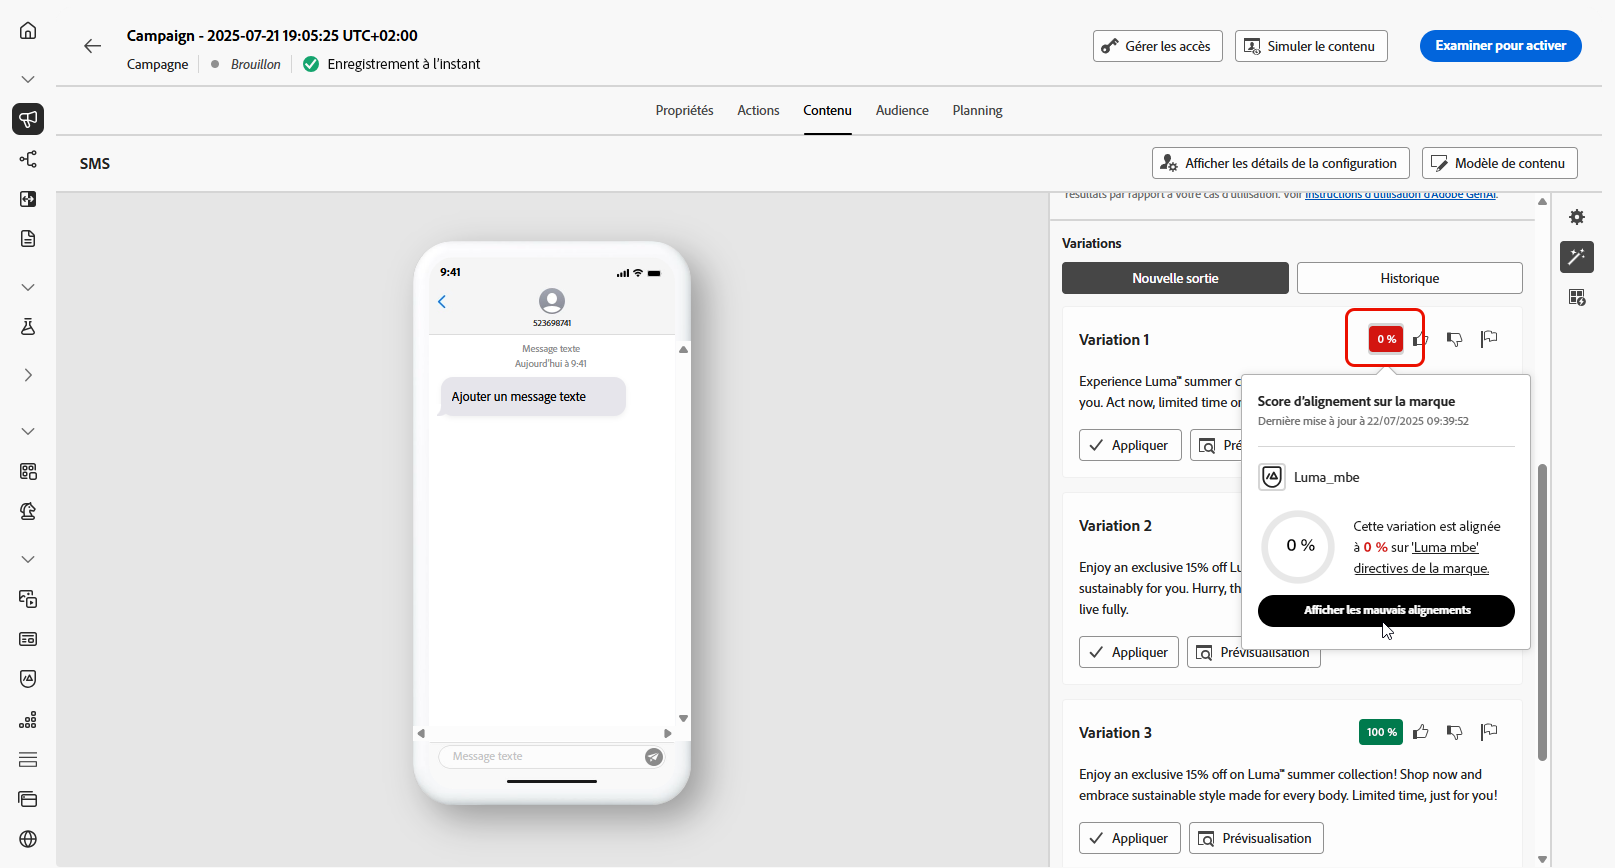 Campaign - 2025-07-21 19:05:25 UTC+02:00
Campagne
Brouillon
Enregistrement à l’instant
Gérer les accès
Simuler le contenu
Examiner pour activer
Propriétés
Actions
Contenu
Audience
Planning
SMS
Afficher les détails de la configuration
Modèle de contenu
9:41
523698741
Message texte
Aujourd’hui à 9:41
Ajouter un message texte
Message texte
résultats par rapport à votre cas d’utilisation. Voir Instructions d’utilisation d’Adobe GenAI.
Variations
Nouvelle sortie
Historique
Variation 1
0 %
Experience Luma™ summer c
you. Act now, limited time or
Appliquer
Pré
Score d’alignement sur la marque
Dernière mise à jour à 22/07/2025 09:39:52
Luma_mbe
0 %
Cette variation est alignée
à 0 % sur 'Luma mbe'
directives de la marque.
Afficher les mauvais alignements
Variation 2
Enjoy an exclusive 15% off Lu
sustainably for you. Hurry, th
live fully.
Appliquer
Prévisualisation
Variation 3
100 %
Enjoy an exclusive 15% off on Luma™ summer collection! Shop now and
embrace sustainable style made for every body. Limited time, just for you!
Appliquer
Prévisualisation